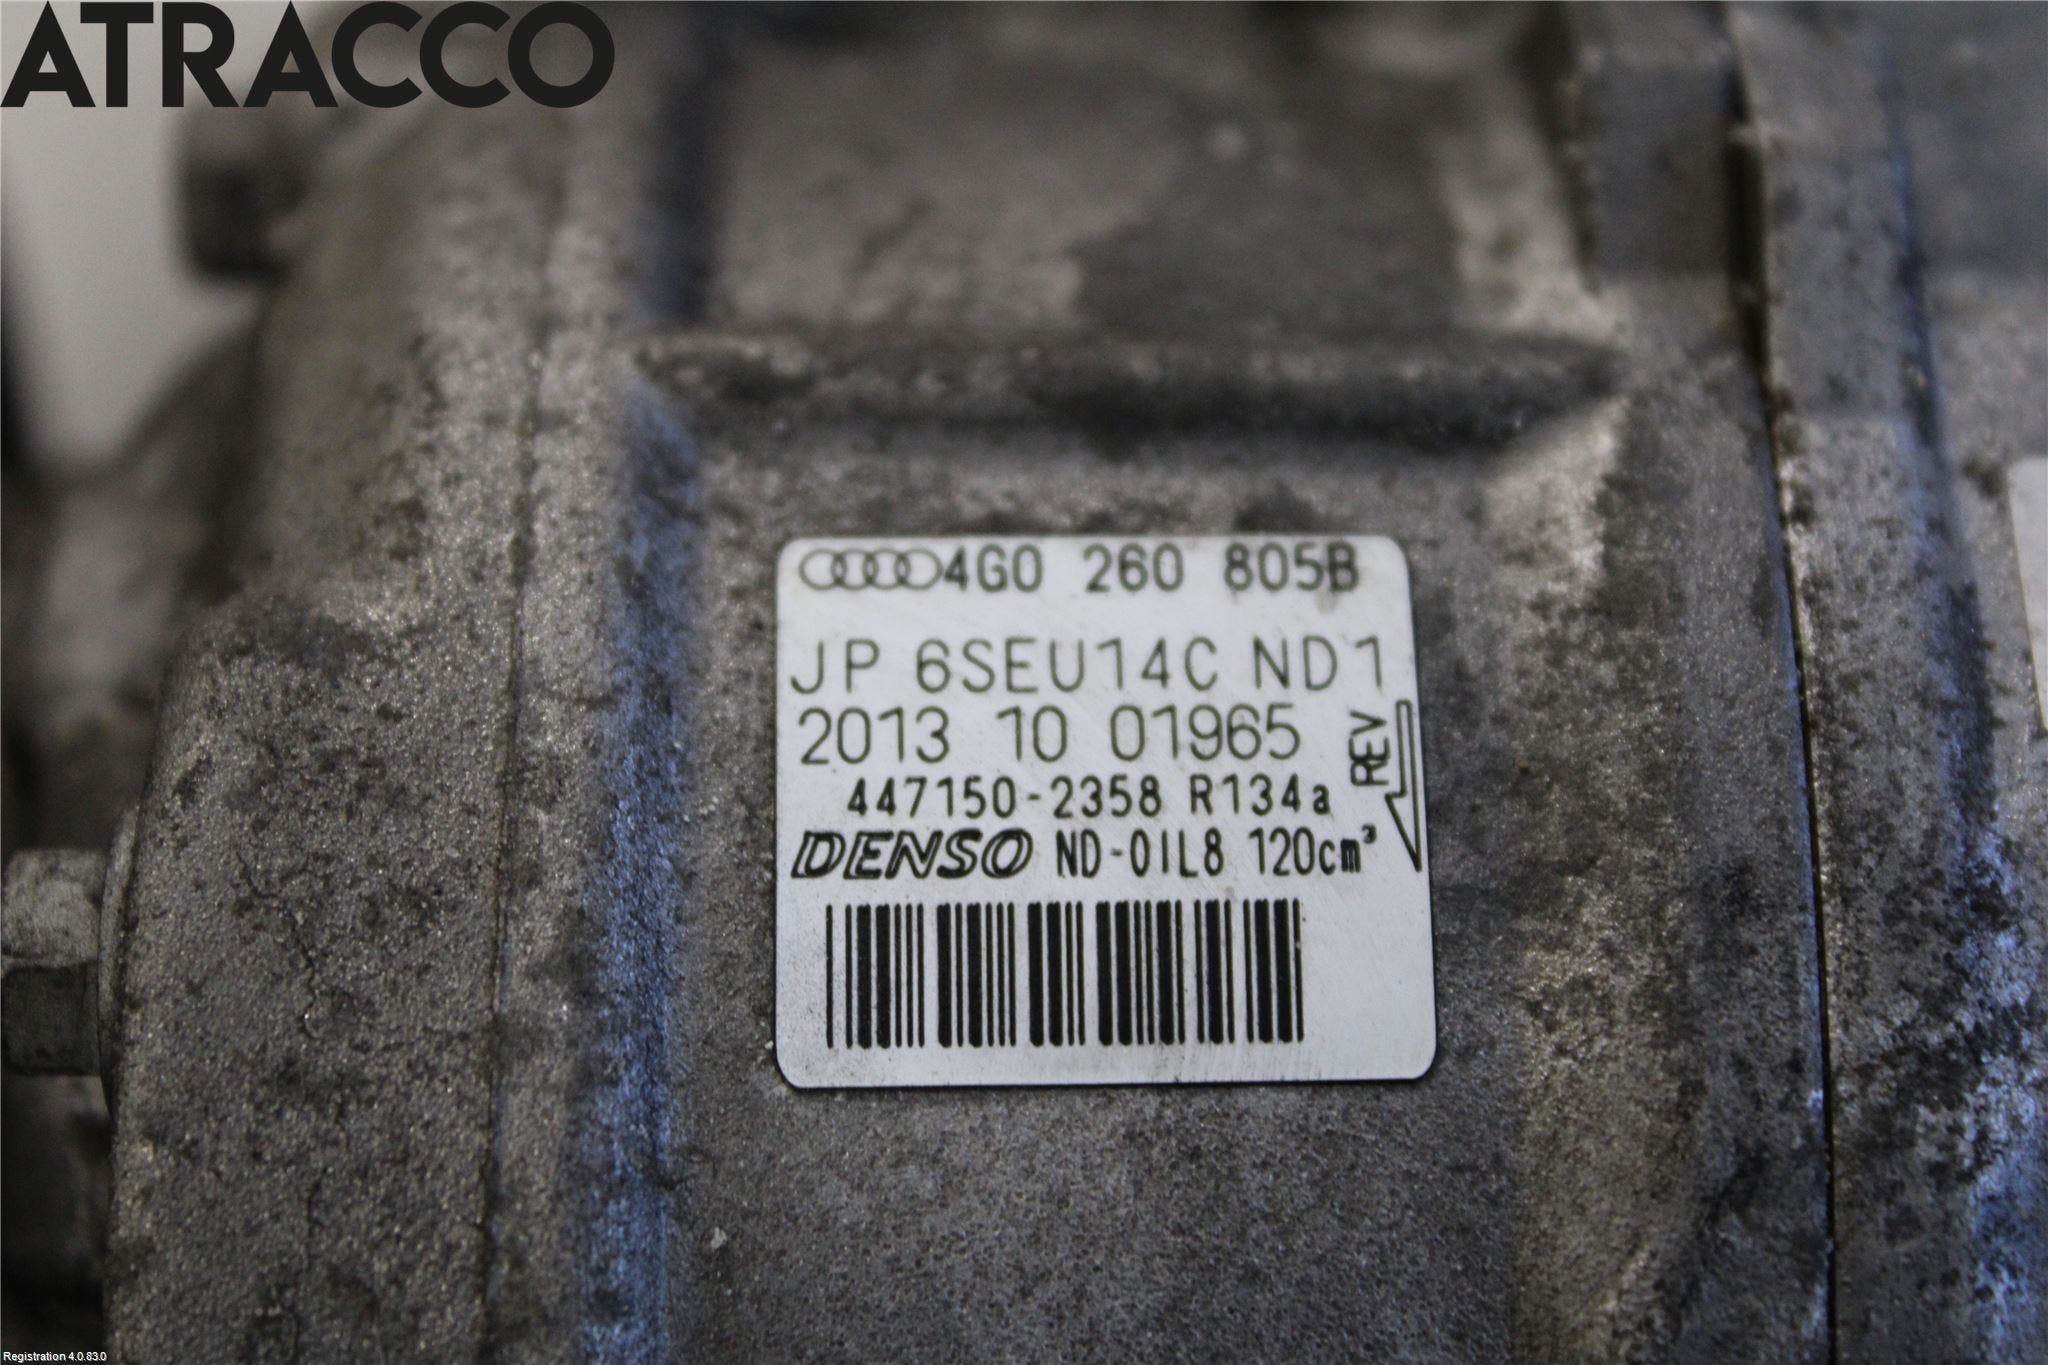 ATRACCO
4G0 260 805B
JP 6SEU14C ND1
2013 10 01965
REV
447150-2358 R134a
DENSO ND-OIL8 120cm³
Registration 4.0.83.0